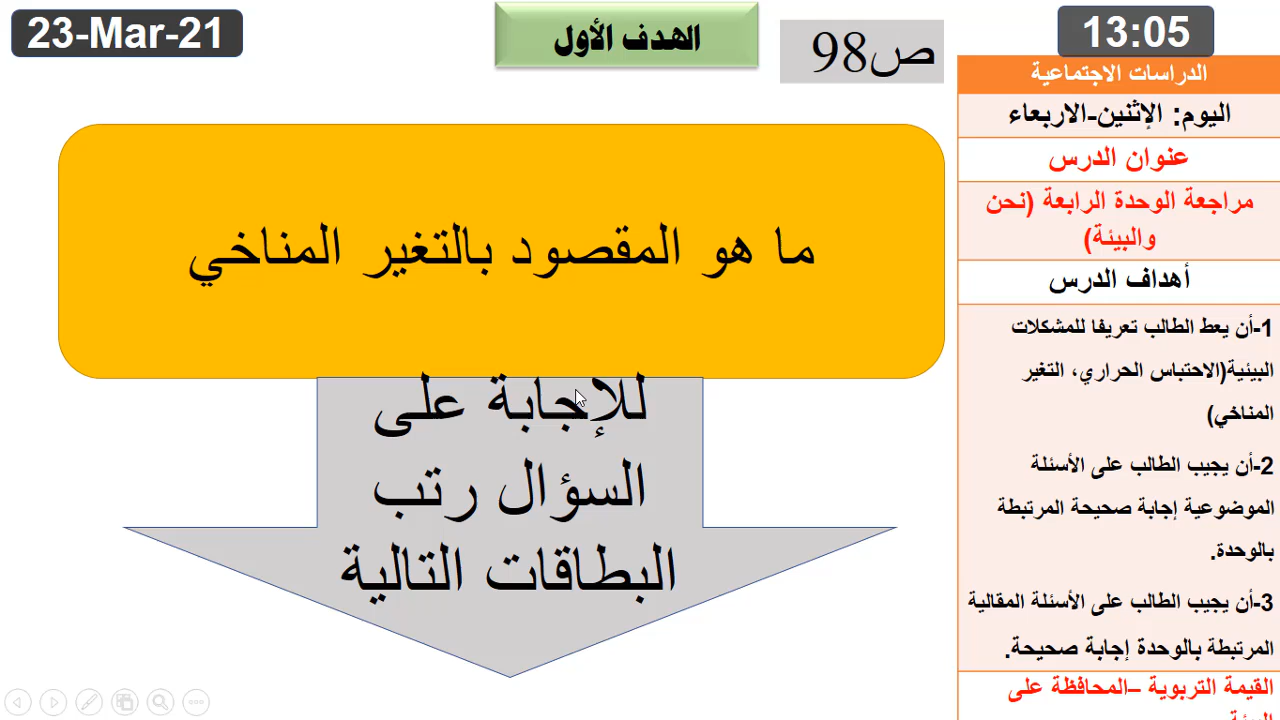 23-Mar-21
الهدف الأول
ص98
13:05
ما هو المقصود بالتغير المناخي
للإجابة على
السؤال رتب
البطاقات التالية
الدراسات الاجتماعية
اليوم: الإثنين-الاربعاء
عنوان الدرس
مراجعة الوحدة الرابعة (نحن
والبيئة)
أهداف الدرس
1-أن يعط الطالب تعريفا للمشكلات
البيئية(الاحتباس الحراري، التغير
المناخي)
2-أن يجيب الطالب على الأسئلة
الموضوعية إجابة صحيحة المرتبطة
بالوحدة.
3-أن يجيب الطالب على الأسئلة المقالية
المرتبطة بالوحدة إجابة صحيحة.
القيمة التربوية –المحافظة على